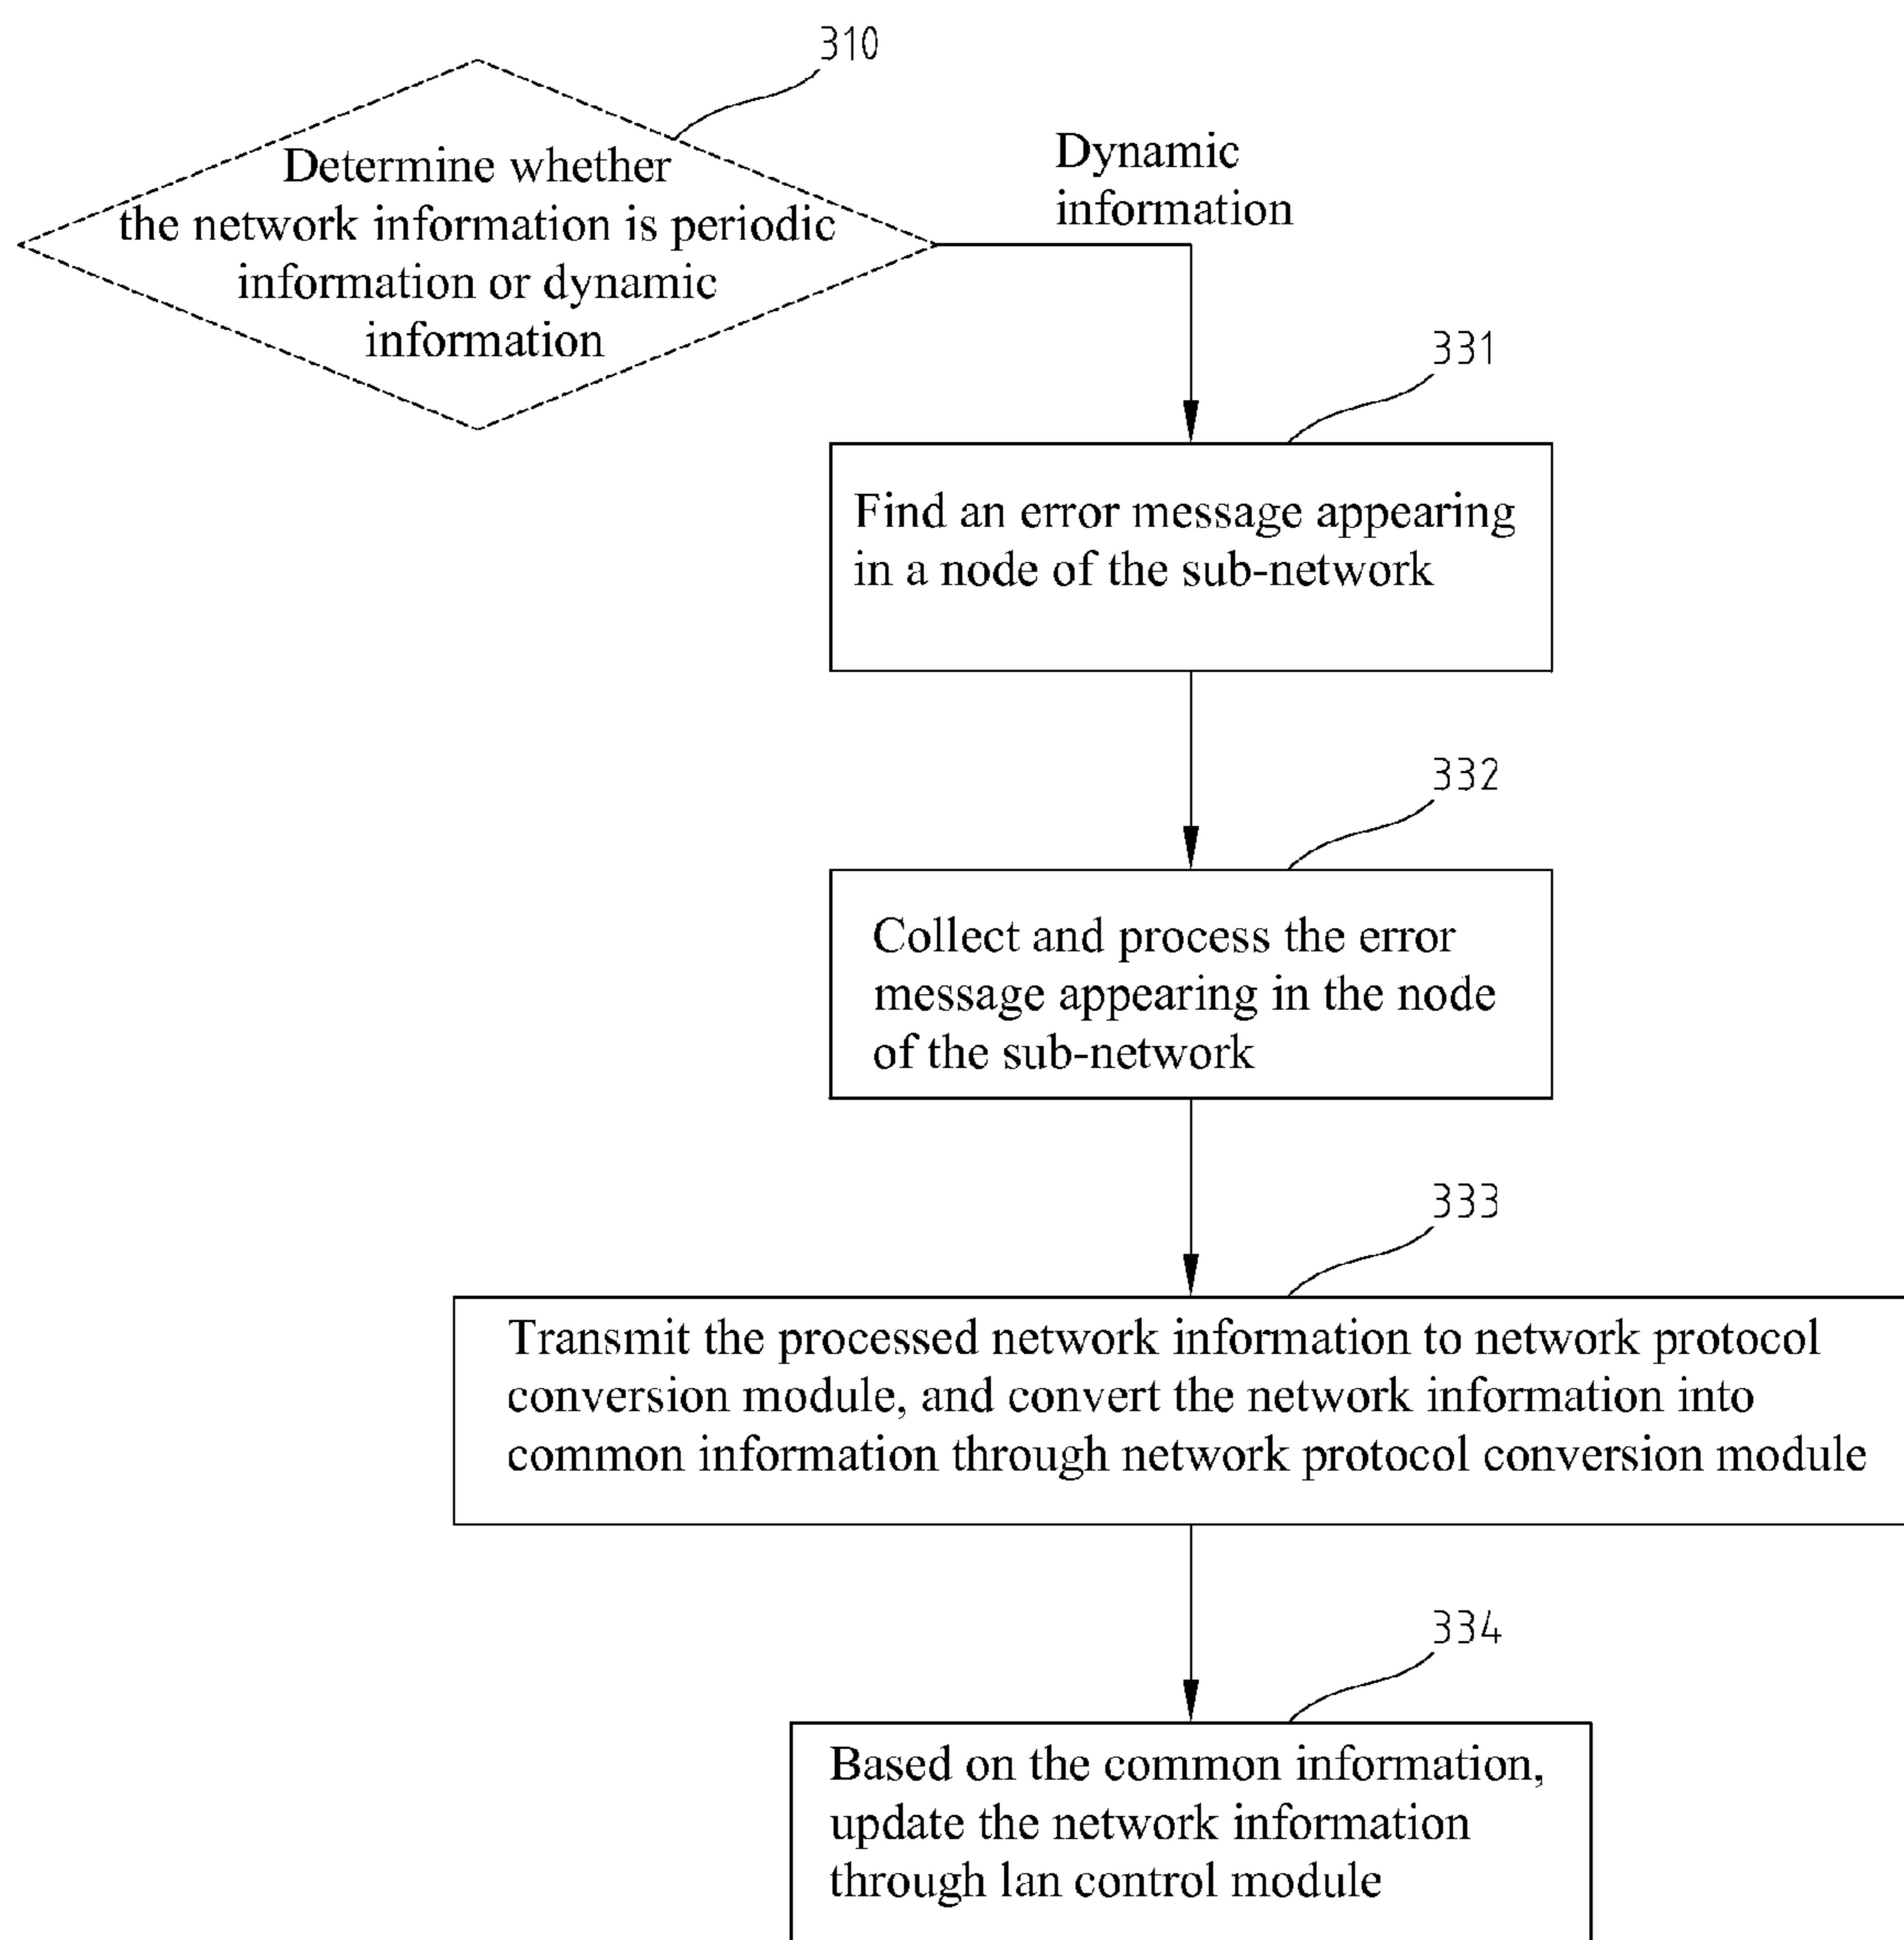 310
Determine whether
the network information is periodic
information or dynamic
information
Dynamic
information
331
Find an error message appearing
in a node of the sub-network
332
Collect and process the error
message appearing in the node
of the sub-network
333
Transmit the processed network information to network protocol
conversion module, and convert the network information into
common information through network protocol conversion module
334
Based on the common information,
update the network information
through lan control module